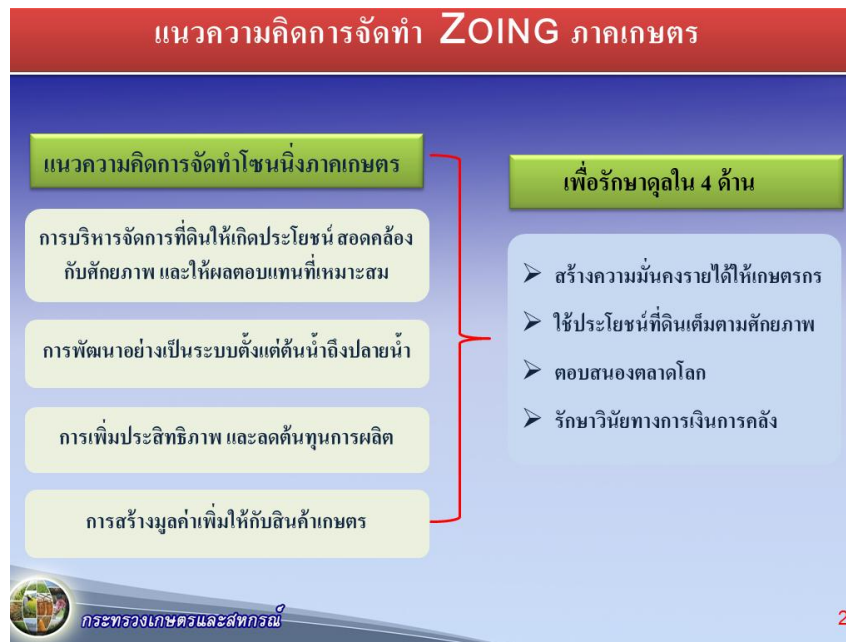 แนวความคิดการจัดทำ ZOING ภาคเกษตร
แนวความคิดการจัดทำโซนนิ่งภาคเกษตร
การบริหารจัดการที่ดินให้เกิดประโยชน์ สอดคล้อง
กับศักยภาพ และให้ผลตอบแทนที่เหมาะสม
การพัฒนาอย่างเป็นระบบตั้งแต่ต้นน้ำถึงปลายน้ำ
การเพิ่มประสิทธิภาพ และลดต้นทุนการผลิต
การสร้างมูลค่าเพิ่มให้กับสินค้าเกษตร
เพื่อรักษาดุลใน 4 ด้าน
สร้างความมั่นคงรายได้ให้เกษตรกร
ใช้ประโยชน์ที่ดินเต็มตามศักยภาพ
ตอบสนองตลาดโลก
รักษาวินัยทางการเงินการคลัง
กระทรวงเกษตรและสหกรณ์
2